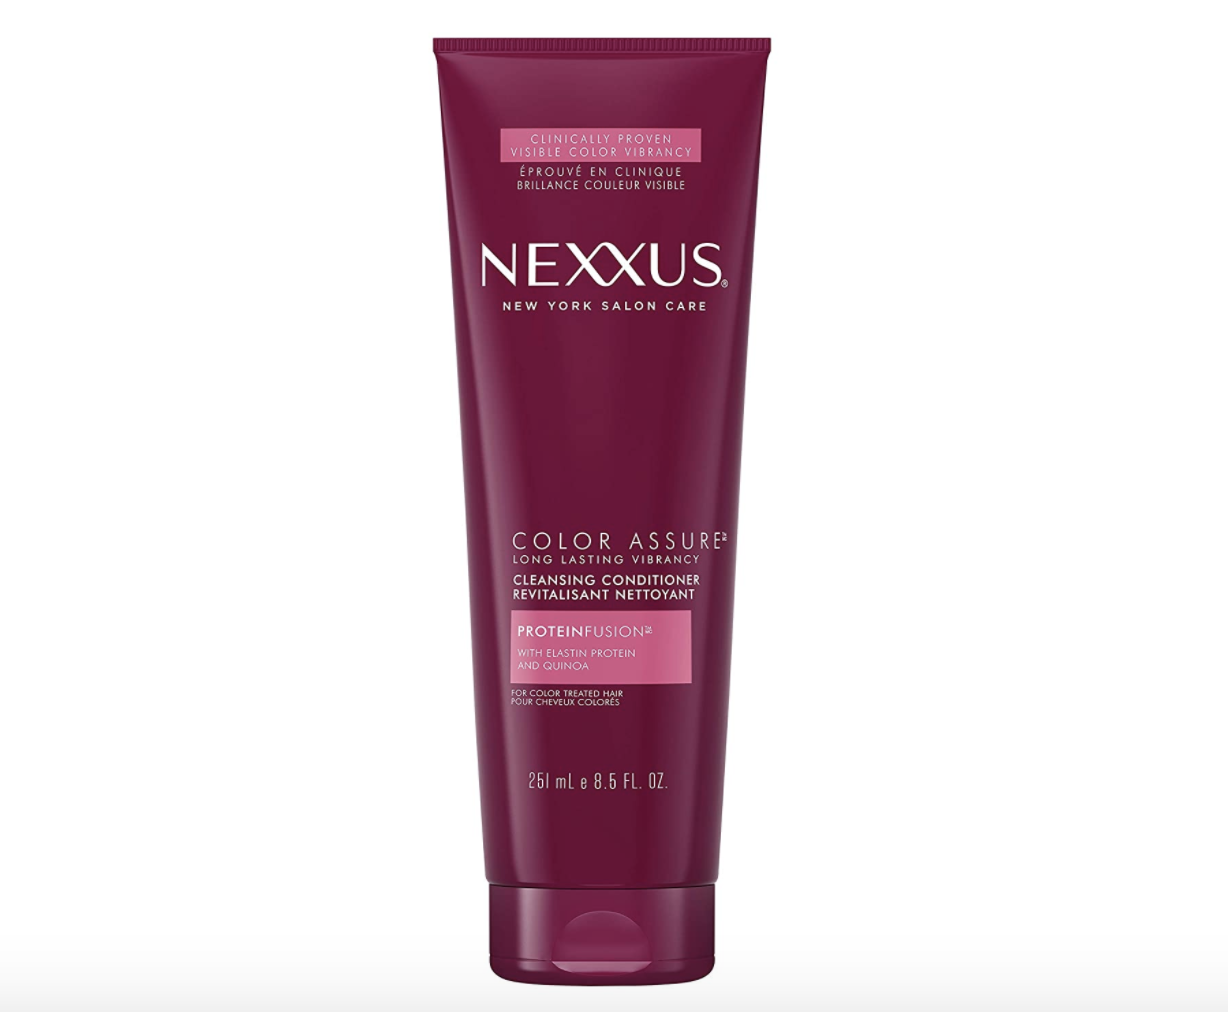 CLINICALLY PROVEN
VISIBLE COLOR VIBRANCY
ÉPROUVÉ EN CLINIQUE
BRILLANCE COULEUR VISIBLE
NEXXUS®
NEW YORK SALON CARE
COLOR ASSURE
LONG LASTING VIBRANCY
CLEANSING CONDITIONER
REVITALISANT NETTOYANT
PROTEINFUSION
WITH ELASTIN PROTEIN
AND QUINOA
FOR COLOR TREATED HAIR
POUR CHEVEUX COLORÉS
251 mL e 8.5 FL. OZ.